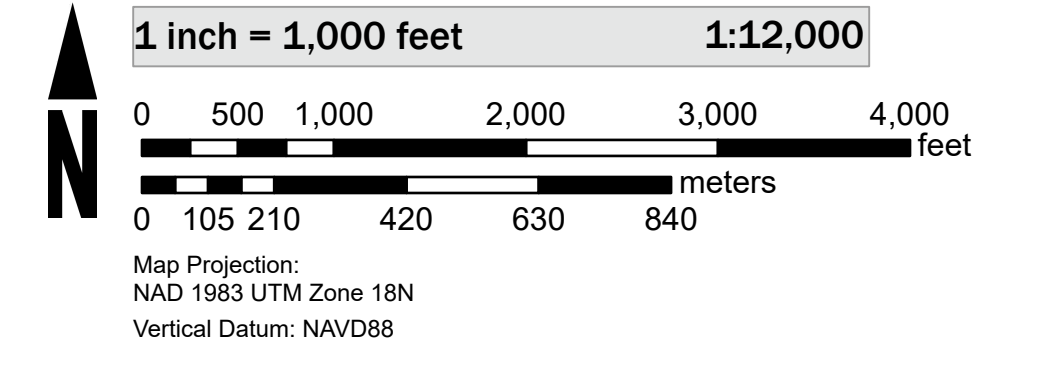 1 inch = 1,000 feet 1:12,000
0 500 1,000 2,000 3,000 4,000
feet
meters
0 105 210 420 630 840
N
Map Projection:
NAD 1983 UTM Zone 18N
Vertical Datum: NAVD88